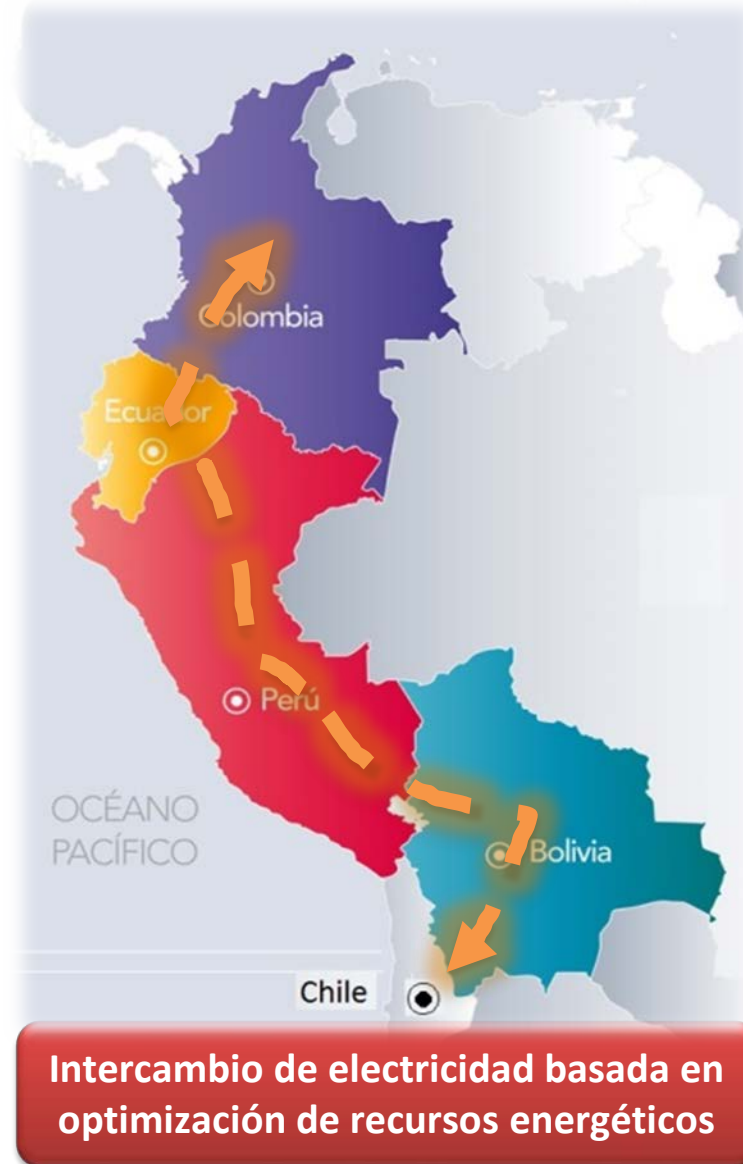 Colombia
Ecuador
Perú
OCÉANO
PACÍFICO
Bolivia
Chile
Intercambio de electricidad basada en
optimización de recursos energéticos